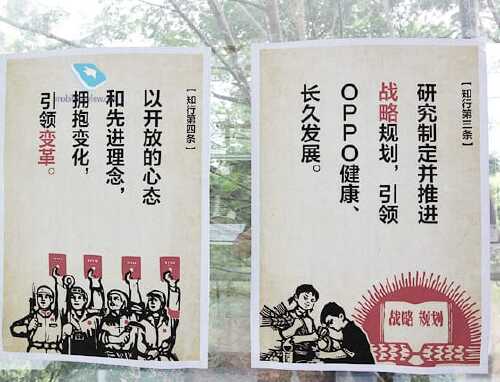 【知行第四条】
以开放的心态
和先进理念，
拥抱变化，
引领变革。
【知行第三条】
研究制定并推进
战略规划，引领
OPPO健康、
长久发展。
战略 规划